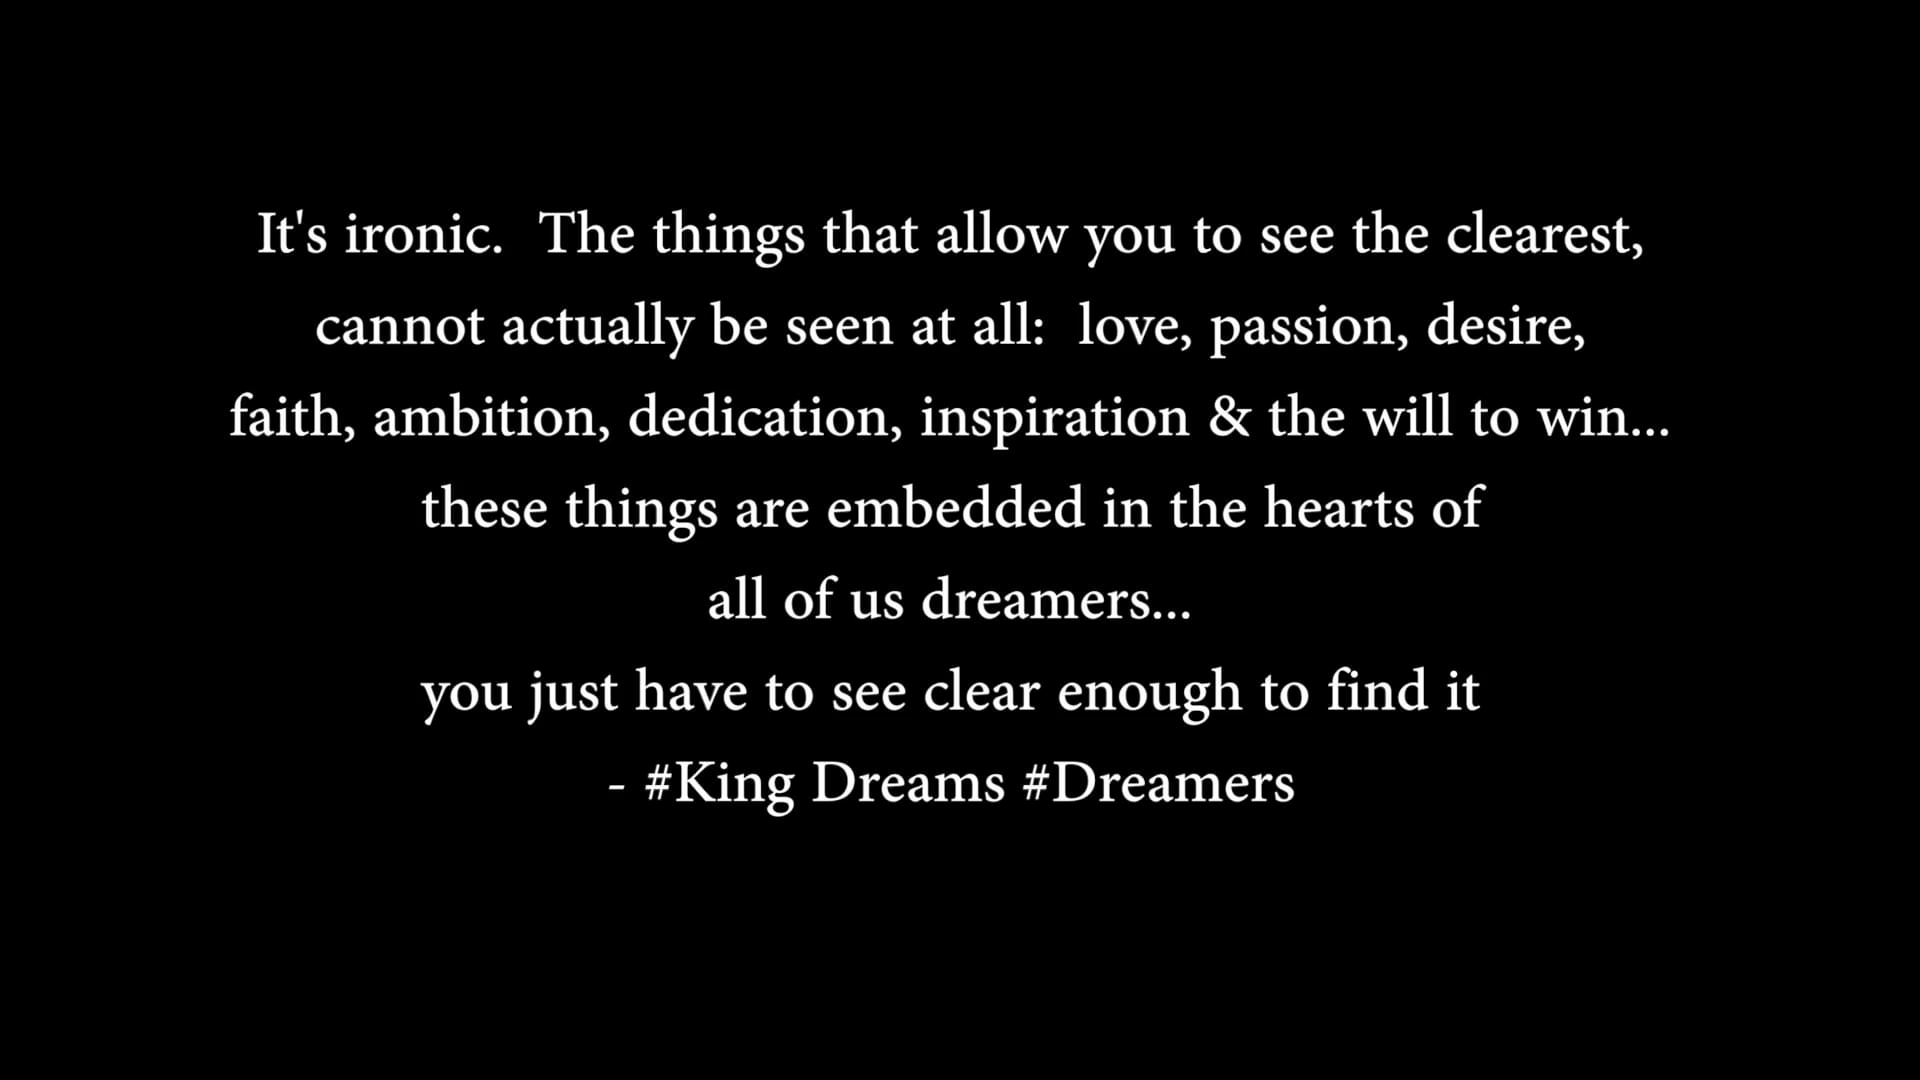 It's ironic.  The things that allow you to see the clearest,
cannot actually be seen at all:  love, passion, desire,
faith, ambition, dedication, inspiration & the will to win...
these things are embedded in the hearts of
all of us dreamers...
you just have to see clear enough to find it
- #King Dreams #Dreamers